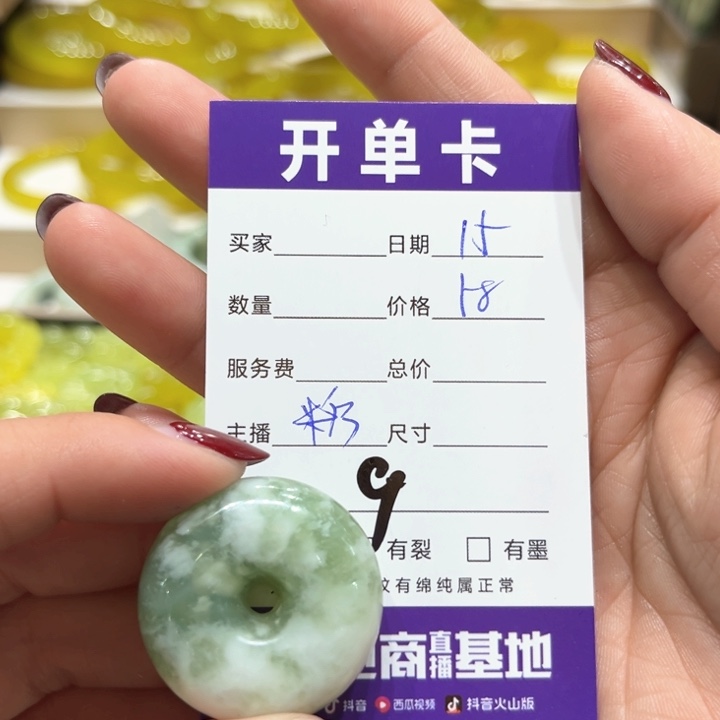 开单卡
买家 日期 15
数量 价格 18
服务费 总价
主播 粉 尺寸
9
有裂 有墨
有绵纯属正常
商直播基地
抖音 西瓜视频 抖音火山版